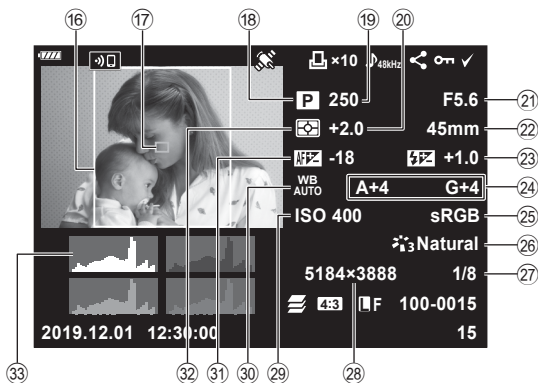 ⑯ ⑰ ⑱ ⑲ ⑳
×10 48kHz
P 250 F5.6 ㉑
+2.0 45mm ㉒
AF -18 +1.0 ㉓
WB AUTO A+4 G+4 ㉔
ISO 400 sRGB ㉕
3 Natural ㉖
5184×3888 1/8 ㉗
4:3 F 100-0015
2019.12.01 12:30:00 15
㉝ ㉜ ㉛ ㉚ ㉙ ㉘